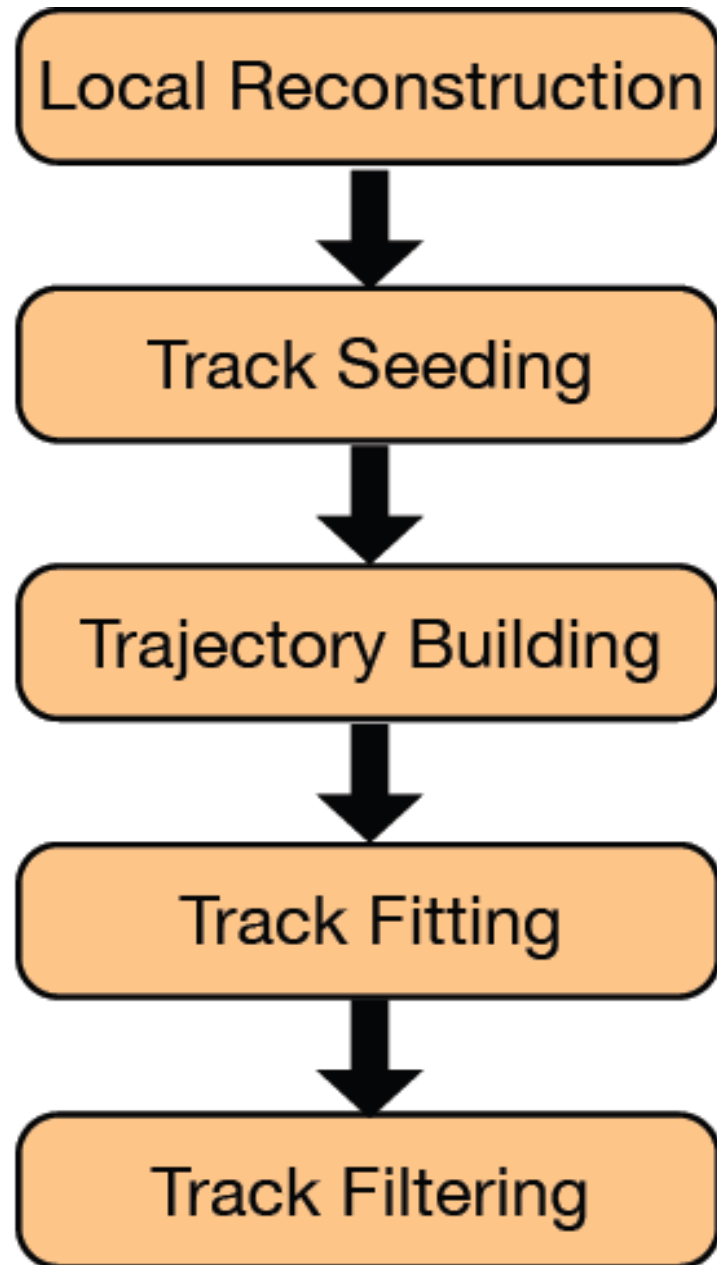 Local Reconstruction
Track Seeding
Trajectory Building
Track Fitting
Track Filtering